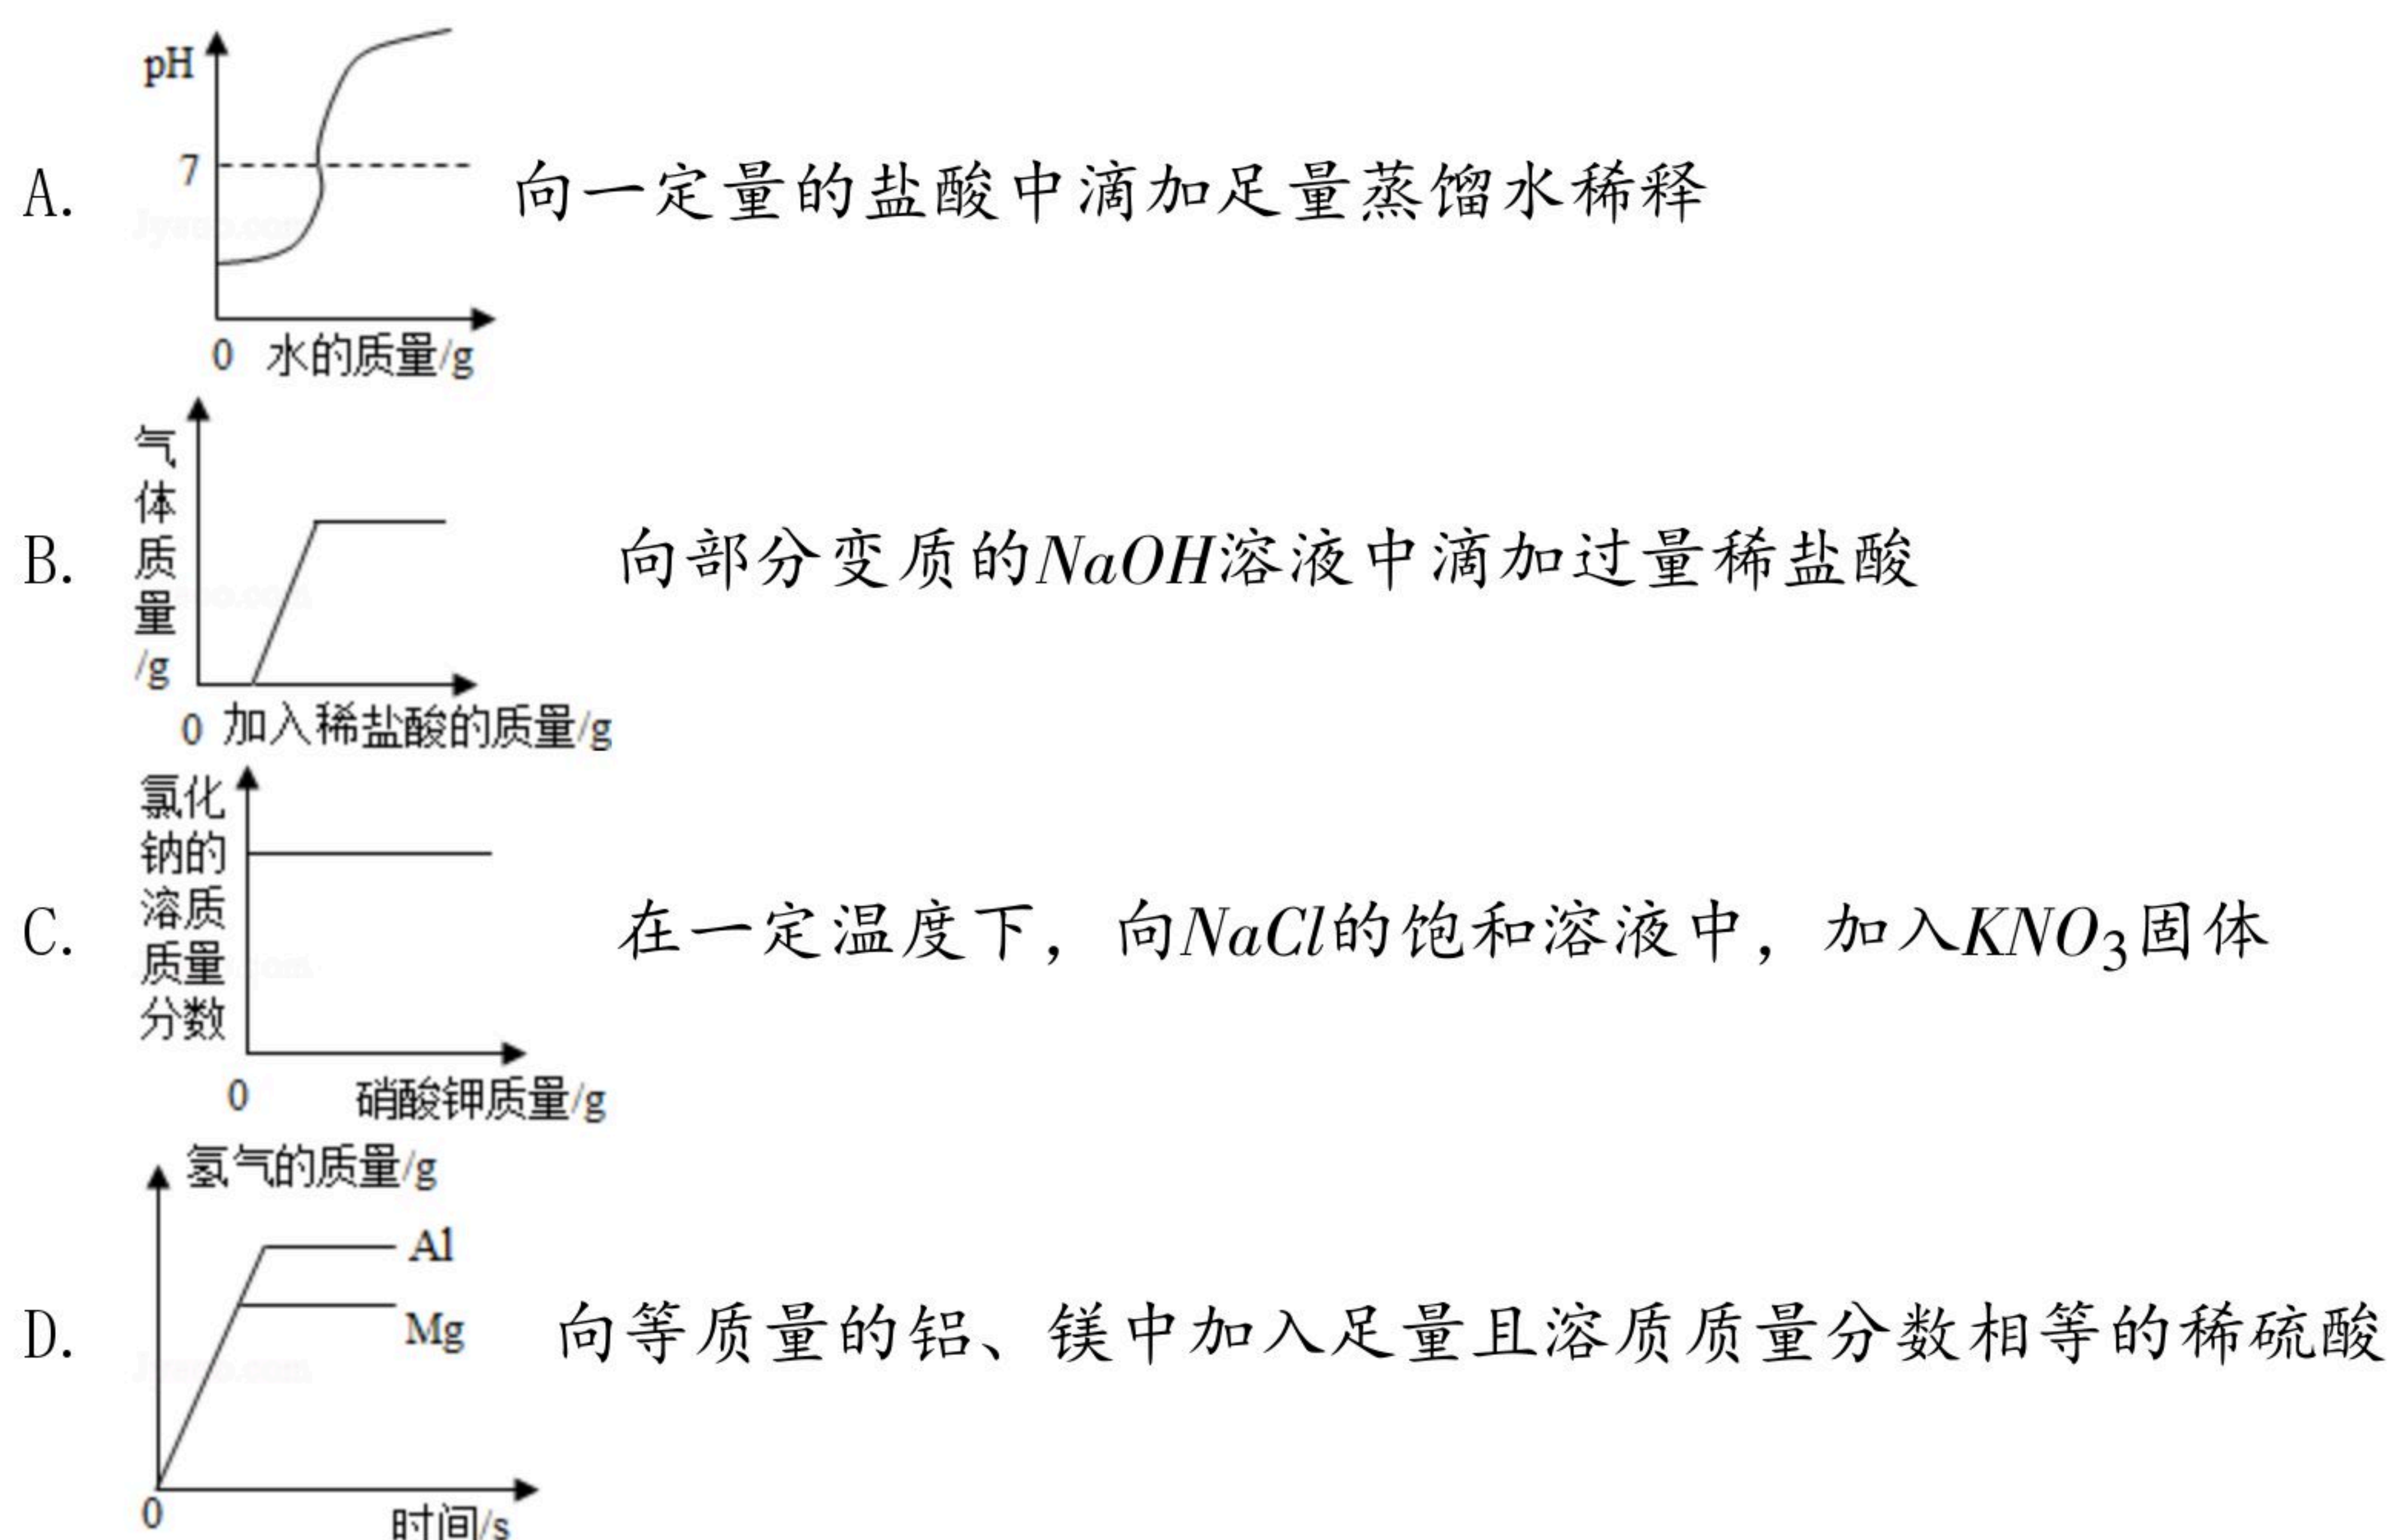 pH
7
A. 向一定量的盐酸中滴加足量蒸馏水稀释
0 水的质量/g
气体质量/g
B. 向部分变质的NaOH溶液中滴加过量稀盐酸
0 加入稀盐酸的质量/g
氯化
钠的
溶质
质量
分数
C. 在一定温度下，向NaCl的饱和溶液中，加入KNO₃固体
0 硝酸钾质量/g
氢气的质量/g
Al
Mg
D. 向等质量的铝、镁中加入足量且溶质质量分数相等的稀硫酸
0 时间/s